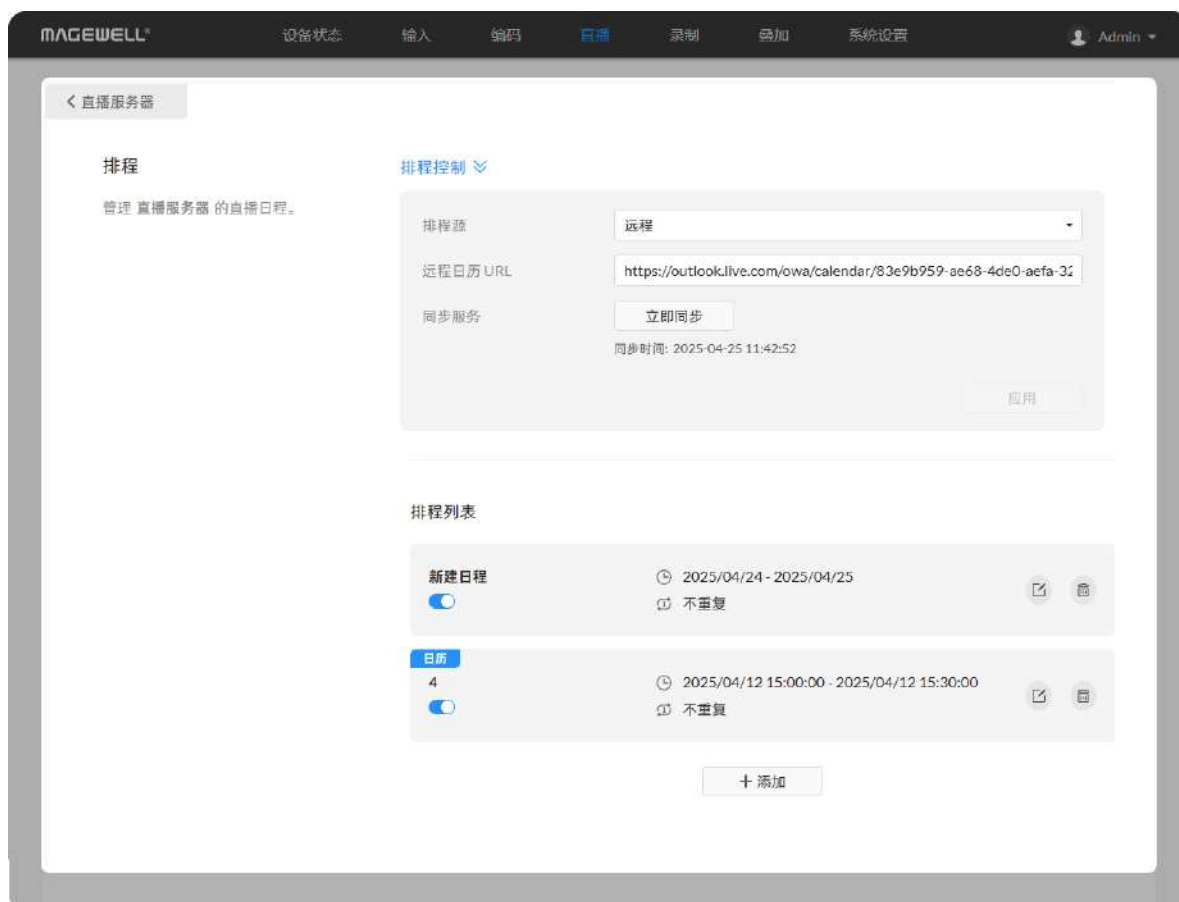 MAGEWELL® 设备状态 输入 编码 直播 录制 叠加 系统设置 Admin
直播服务器
排程
管理 直播服务器 的直播日程。
排程控制
排程源 远程
远程日历 URL https://outlook.live.com/owa/calendar/83e9b959-ae68-4de0-aefa-32
同步服务 立即同步
同步时间: 2025-04-25 11:42:52
应用
排程列表
新建日程 2025/04/24 - 2025/04/25
不重复
日历
4 2025/04/12 15:00:00 - 2025/04/12 15:30:00
不重复
+ 添加